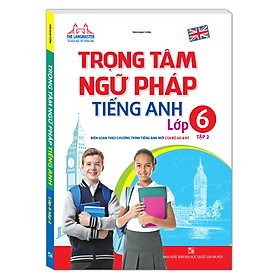 THE LANGMASTER
TRỌNG TÂM
NGỮ PHÁP
TIẾNG ANH
Lớp 6
TẬP 2
BIÊN SOẠN THEO CHƯƠNG TRÌNH TIẾNG ANH MỚI CỦA BỘ GD & ĐT
NHÀ XUẤT BẢN ĐẠI HỌC QUỐC GIA HÀ NỘI
TRỌNG TÂM NGỮ PHÁP TIẾNG ANH
Lớp 6 TẬP 2